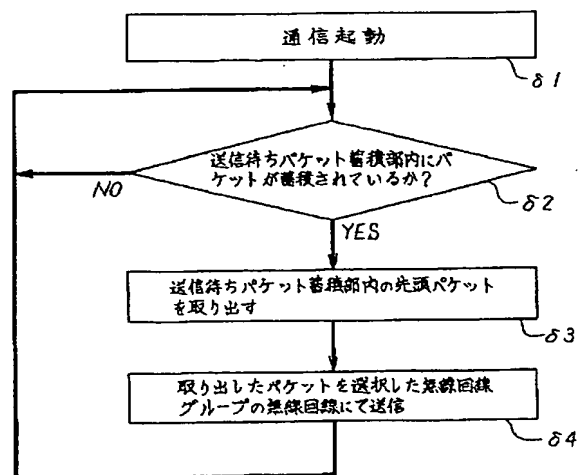 通信起動
δ1
送信待ちパケット蓄積部内にパ
ケットが蓄積されているか？
δ2
NO
YES
送信待ちパケット蓄積部内の先頭パケット
を取り出す
δ3
取り出したパケットを選択した無線回線
グループの無線回線にて送信
δ4